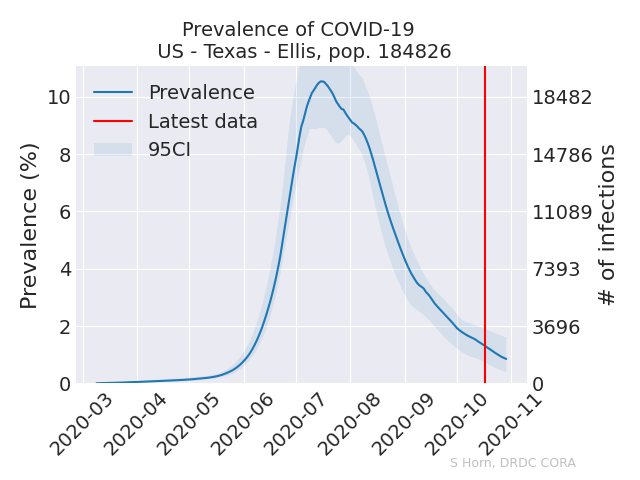 Prevalence of COVID-19
US - Texas - Ellis, pop. 184826
Prevalence
Latest data
95CI
Prevalence (%)
10
8
6
4
2
0
18482
14786
11089
7393
3696
0
# of infections
2020-03
2020-04
2020-05
2020-06
2020-07
2020-08
2020-09
2020-10
2020-11
S Horn, DRDC CORA